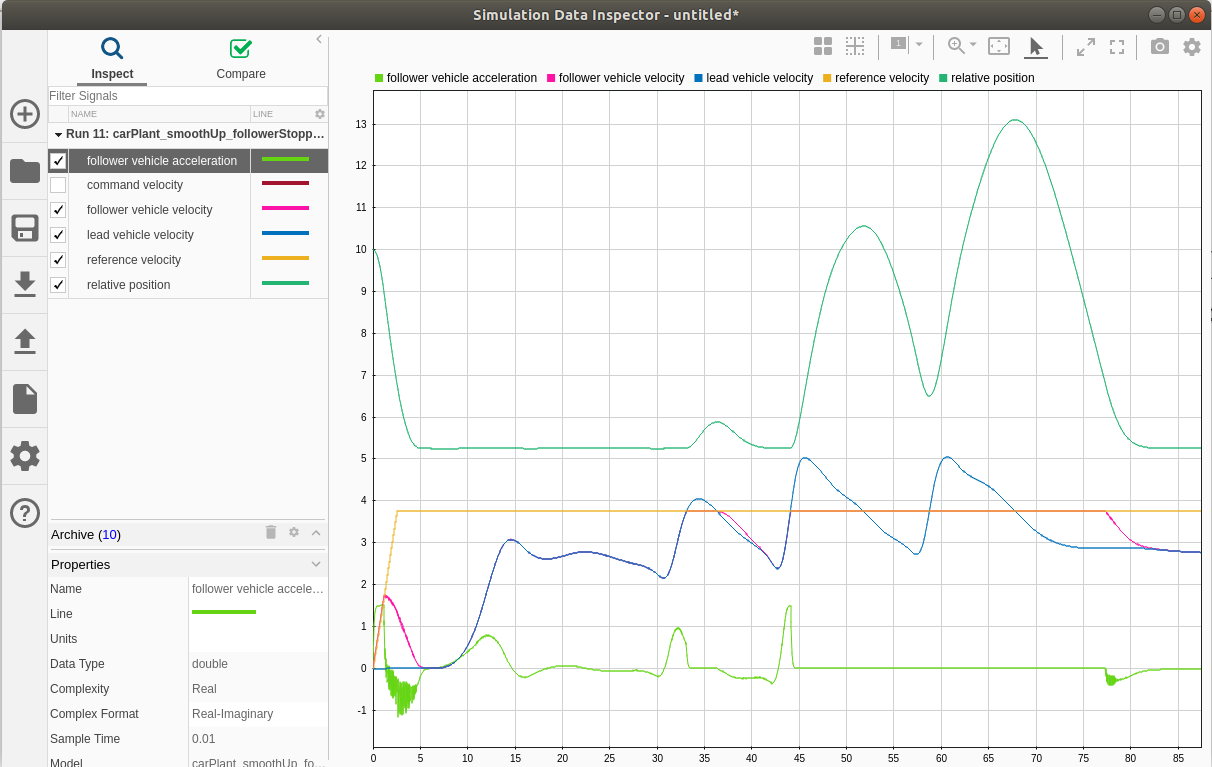 Simulation Data Inspector - untitled*
Inspect
Compare
Filter Signals
NAME LINE
Run 11: carPlant_smoothUp_followerStopp...
follower vehicle acceleration
command velocity
follower vehicle velocity
lead vehicle velocity
reference velocity
relative position
Archive (10)
Properties
Name follower vehicle accele...
Line
Units
Data Type double
Complexity Real
Complex Format Real-Imaginary
Sample Time 0.01
Model carPlant_smoothUp_fo...
1
follower vehicle acceleration follower vehicle velocity lead vehicle velocity reference velocity relative position
13
12
11
10
9
8
7
6
5
4
3
2
1
0
-1
0 5 10 15 20 25 30 35 40 45 50 55 60 65 70 75 80 85